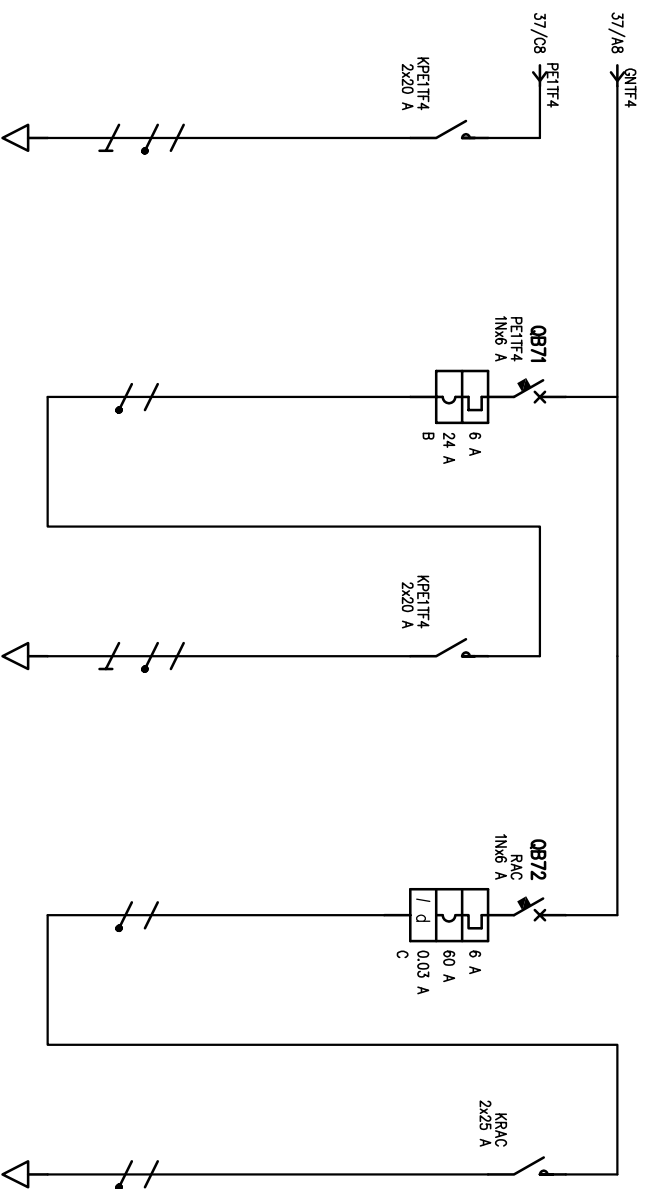 37/A8
GNTF4
37/C8
PE1TF4
KPE1TF4
2x20 A
QB71
PE1TF4
1Nx6 A
6 A
24 A
B
KPE1TF4
2x20 A
QB72
RAC
1Nx6 A
6 A
60 A
I d
0.03 A
C
KRAC
2x25 A